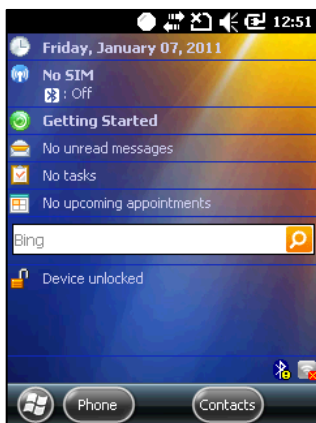 12:51
Friday, January 07, 2011
No SIM
: Off
Getting Started
No unread messages
No tasks
No upcoming appointments
Bing
Device unlocked
Phone
Contacts